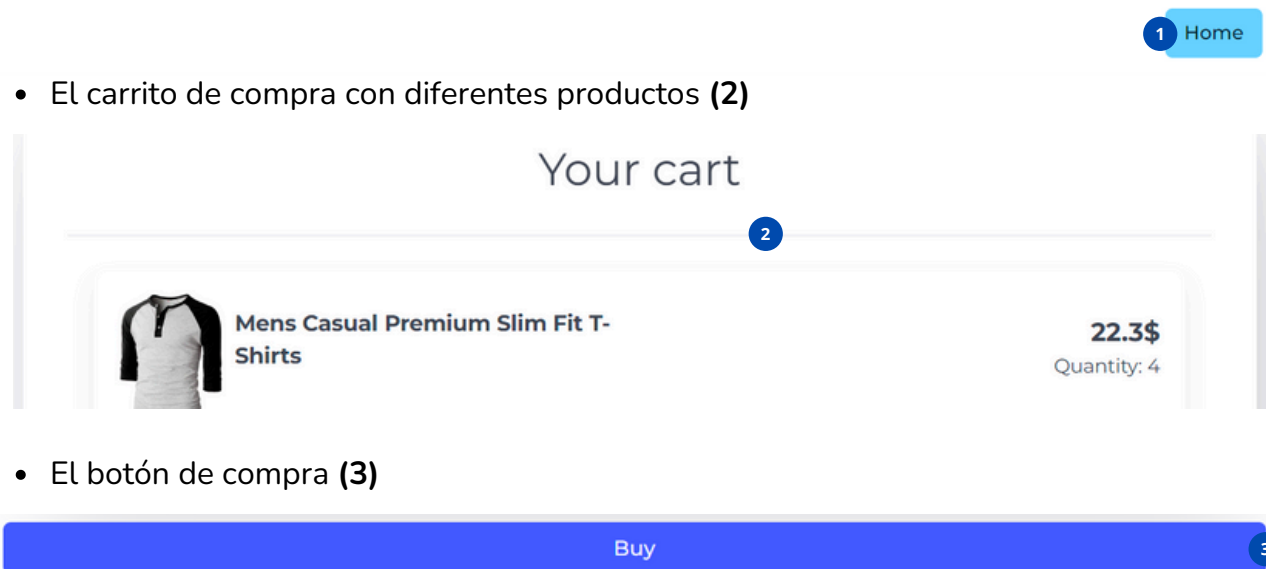 1 Home
• El carrito de compra con diferentes productos (2)
Your cart
2
Mens Casual Premium Slim Fit T-
Shirts
22.3$
Quantity: 4
• El botón de compra (3)
Buy
3